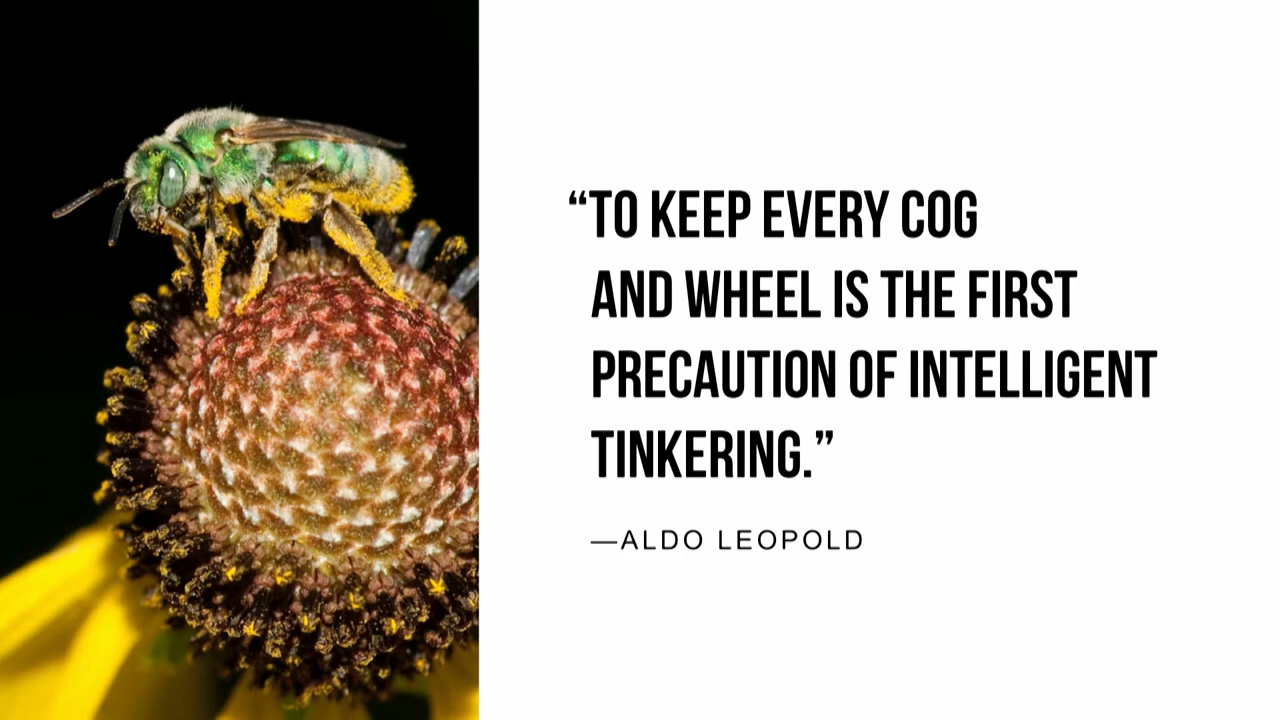 “TO KEEP EVERY COG
AND WHEEL IS THE FIRST
PRECAUTION OF INTELLIGENT
TINKERING.”
—ALDO LEOPOLD